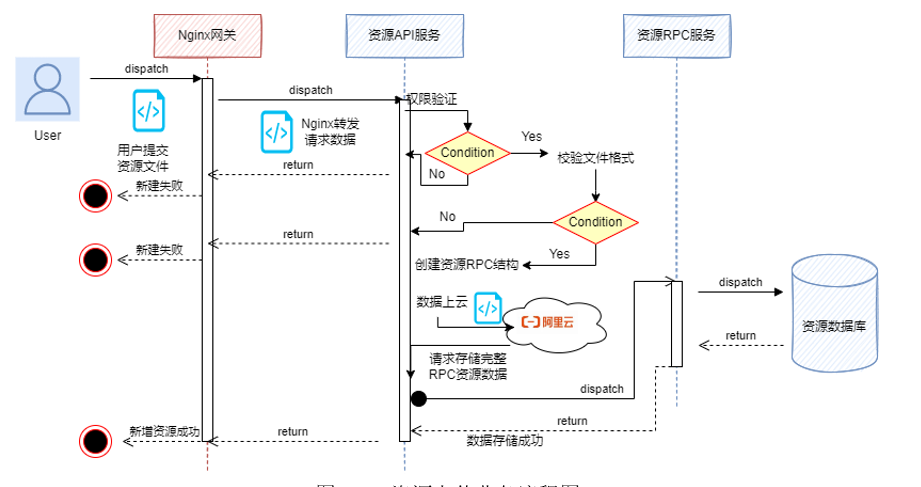 Nginx网关
资源API服务
资源RPC服务
dispatch
User
用户提交
资源文件
dispatch
Nginx转发
请求数据
权限验证
Condition
Yes
No
校验文件格式
return
新建失败
Condition
No
Yes
return
新建失败
创建资源RPC结构
数据上云
阿里云
dispatch
资源数据库
return
请求存储完整
RPC资源数据
dispatch
return
数据存储成功
return
新增资源成功